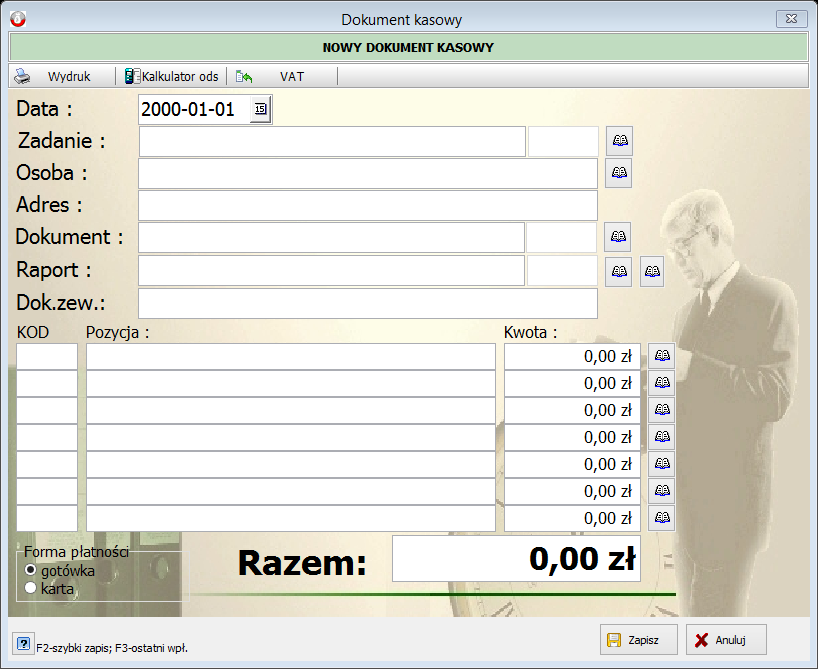 Dokument kasowy
NOWY DOKUMENT KASOWY
Wydruk Kalkulator ods VAT
Data : 2000-01-01 15
Zadanie :
Osoba :
Adres :
Dokument :
Raport :
Dok.zew.:
KOD Pozycja : Kwota :
0,00 zł
0,00 zł
0,00 zł
0,00 zł
0,00 zł
0,00 zł
0,00 zł
Forma płatności
gotówka
karta
Razem: 0,00 zł
? F2-szybki zapis; F3-ostatni wpł.
Zapisz Anuluj